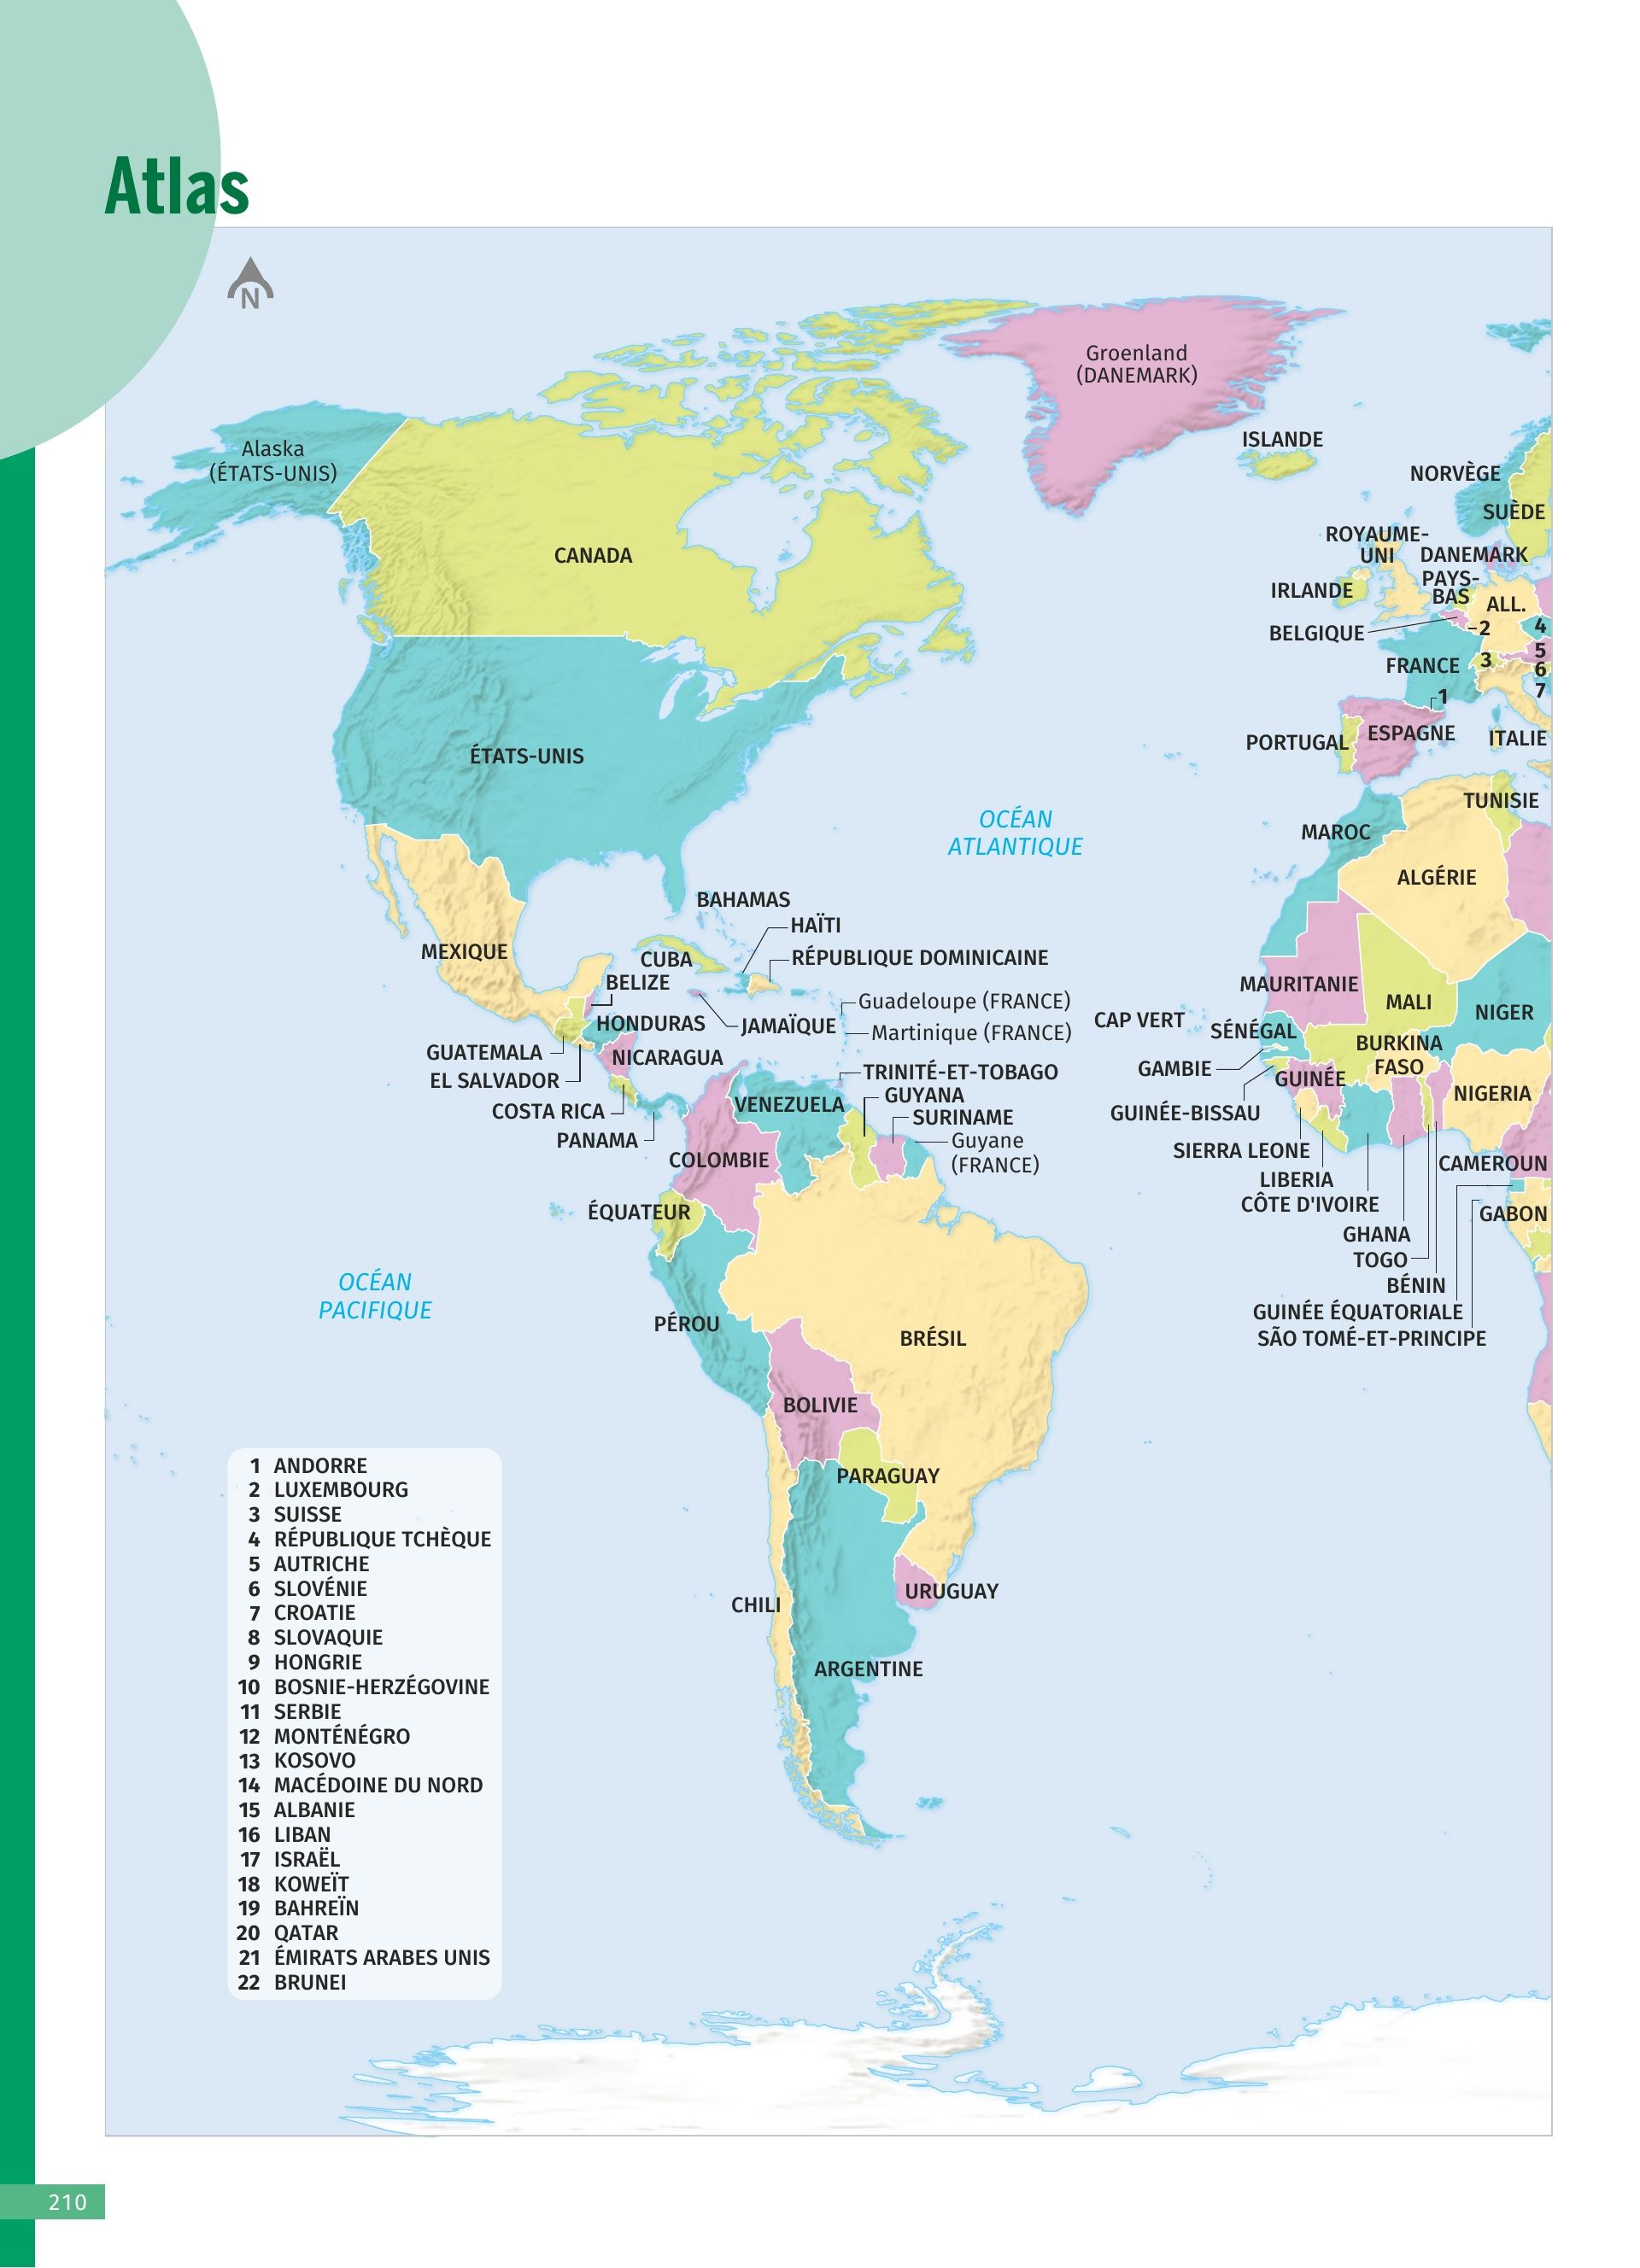 Atlas
N
Groenland
(DANEMARK)
Alaska
(ÉTATS-UNIS)
ISLANDE
NORVÈGE
SUÈDE
CANADA
ROYAUME-
UNI
DANEMARK
PAYS-
BAS
IRLANDE
ALL.
BELGIQUE
2
4
5
FRANCE
3
6
7
1
ÉTATS-UNIS
PORTUGAL
ESPAGNE
ITALIE
OCÉAN
ATLANTIQUE
TUNISIE
MAROC
ALGÉRIE
BAHAMAS
HAÏTI
MEXIQUE
CUBA
RÉPUBLIQUE DOMINICAINE
BELIZE
MAURITANIE
MALI
NIGER
Guadeloupe (FRANCE)
HONDURAS
JAMAÏQUE
Martinique (FRANCE)
CAP VERT
SÉNÉGAL
BURKINA
FASO
GUATEMALA
NICARAGUA
EL SALVADOR
TRINITÉ-ET-TOBAGO
GAMBIE
GUINÉE
NIGERIA
COSTA RICA
VENEZUELA
GUYANA
SURINAME
GUINÉE-BISSAU
PANAMA
Guyane
(FRANCE)
COLOMBIE
SIERRA LEONE
CAMEROUN
LIBERIA
CÔTE D'IVOIRE
ÉQUATEUR
GABON
GHANA
TOGO
BÉNIN
OCÉAN
PACIFIQUE
GUINÉE ÉQUATORIALE
SÃO TOMÉ-ET-PRINCIPE
PÉROU
BRÉSIL
BOLIVIE
PARAGUAY
CHILI
URUGUAY
ARGENTINE
1 ANDORRE
2 LUXEMBOURG
3 SUISSE
4 RÉPUBLIQUE TCHÈQUE
5 AUTRICHE
6 SLOVÉNIE
7 CROATIE
8 SLOVAQUIE
9 HONGRIE
10 BOSNIE-HERZÉGOVINE
11 SERBIE
12 MONTÉNÉGRO
13 KOSOVO
14 MACÉDOINE DU NORD
15 ALBANIE
16 LIBAN
17 ISRAËL
18 KOWEÏT
19 BAHREÏN
20 QATAR
21 ÉMIRATS ARABES UNIS
22 BRUNEI
210